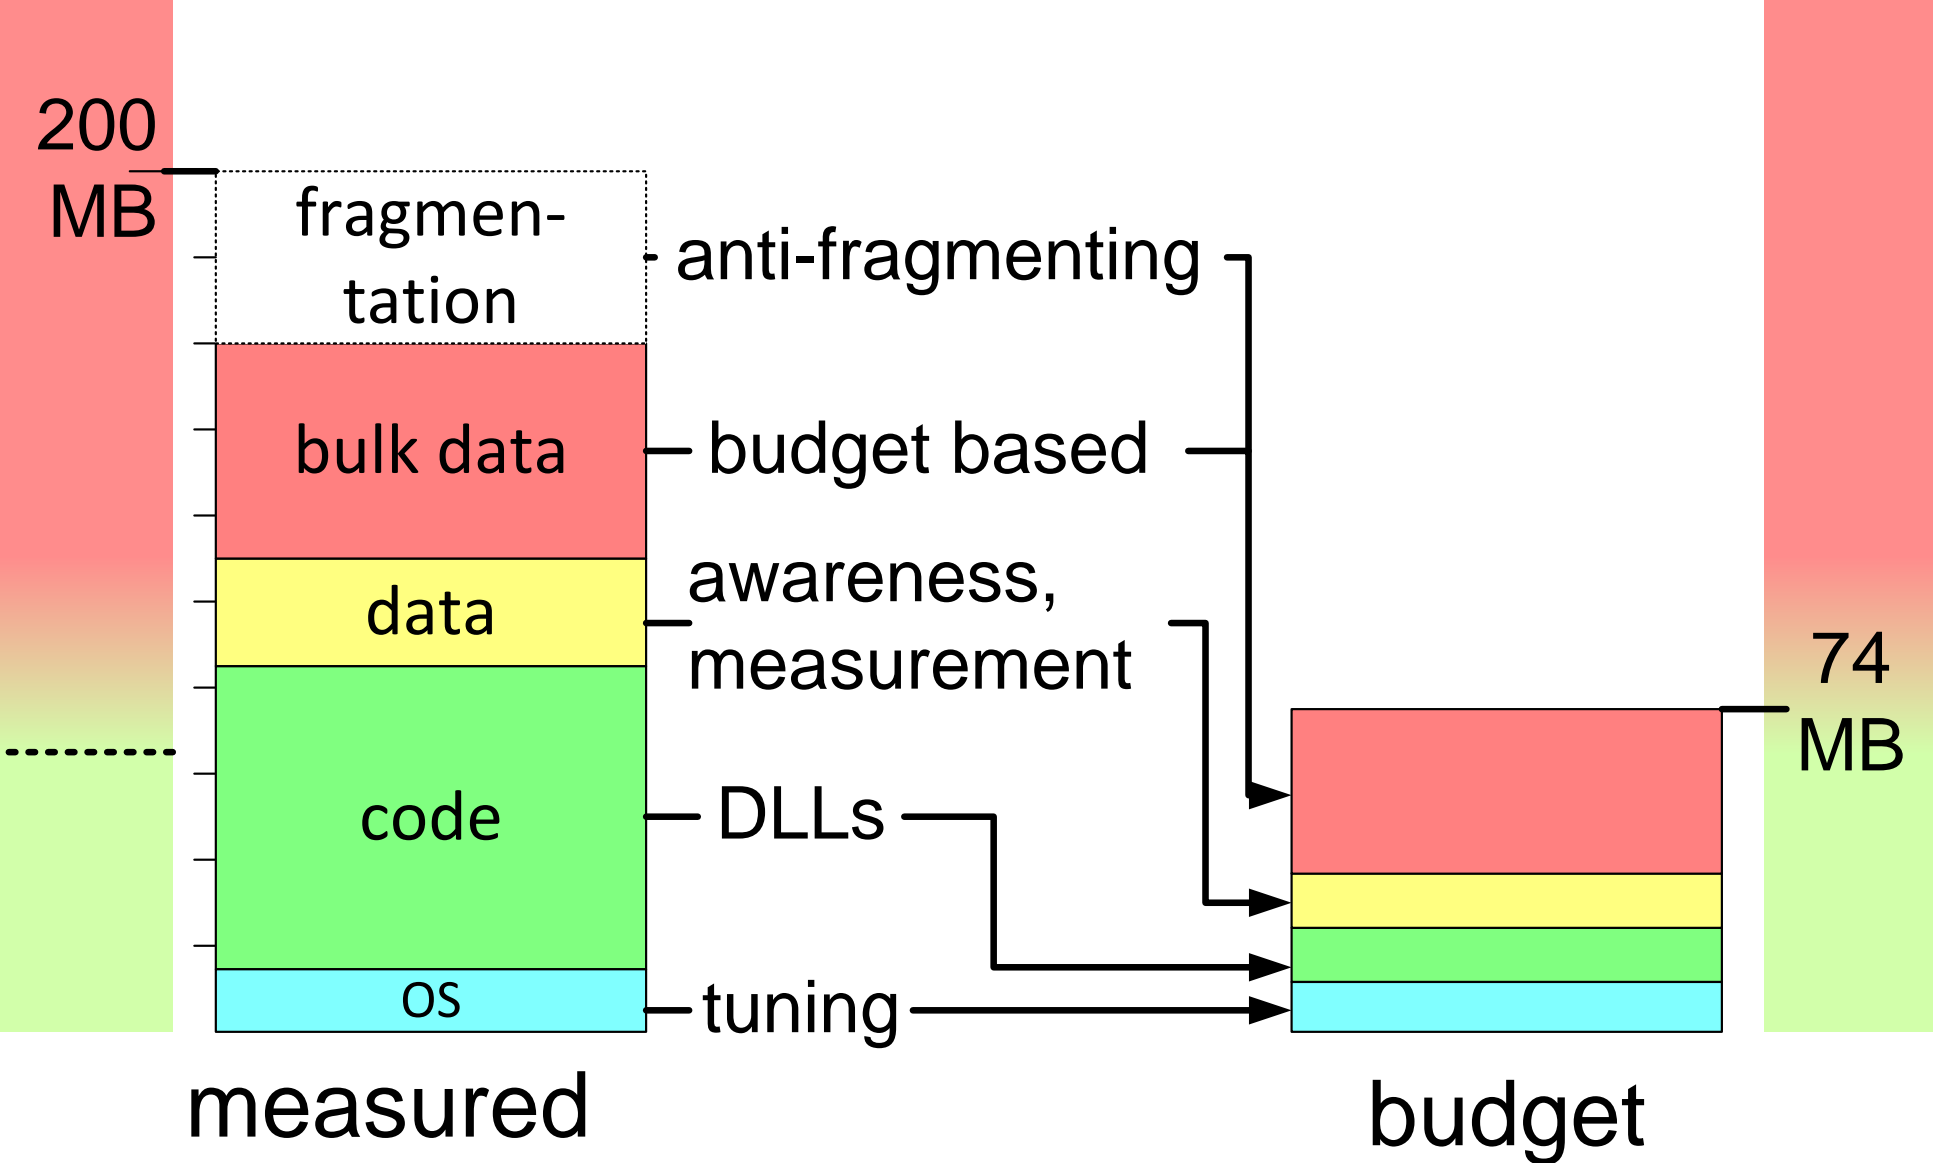 200
MB
fragmen-
tation
anti-fragmenting
bulk data
budget based
data
awareness,
measurement
74
MB
code
DLLs
OS
tuning
measured
budget